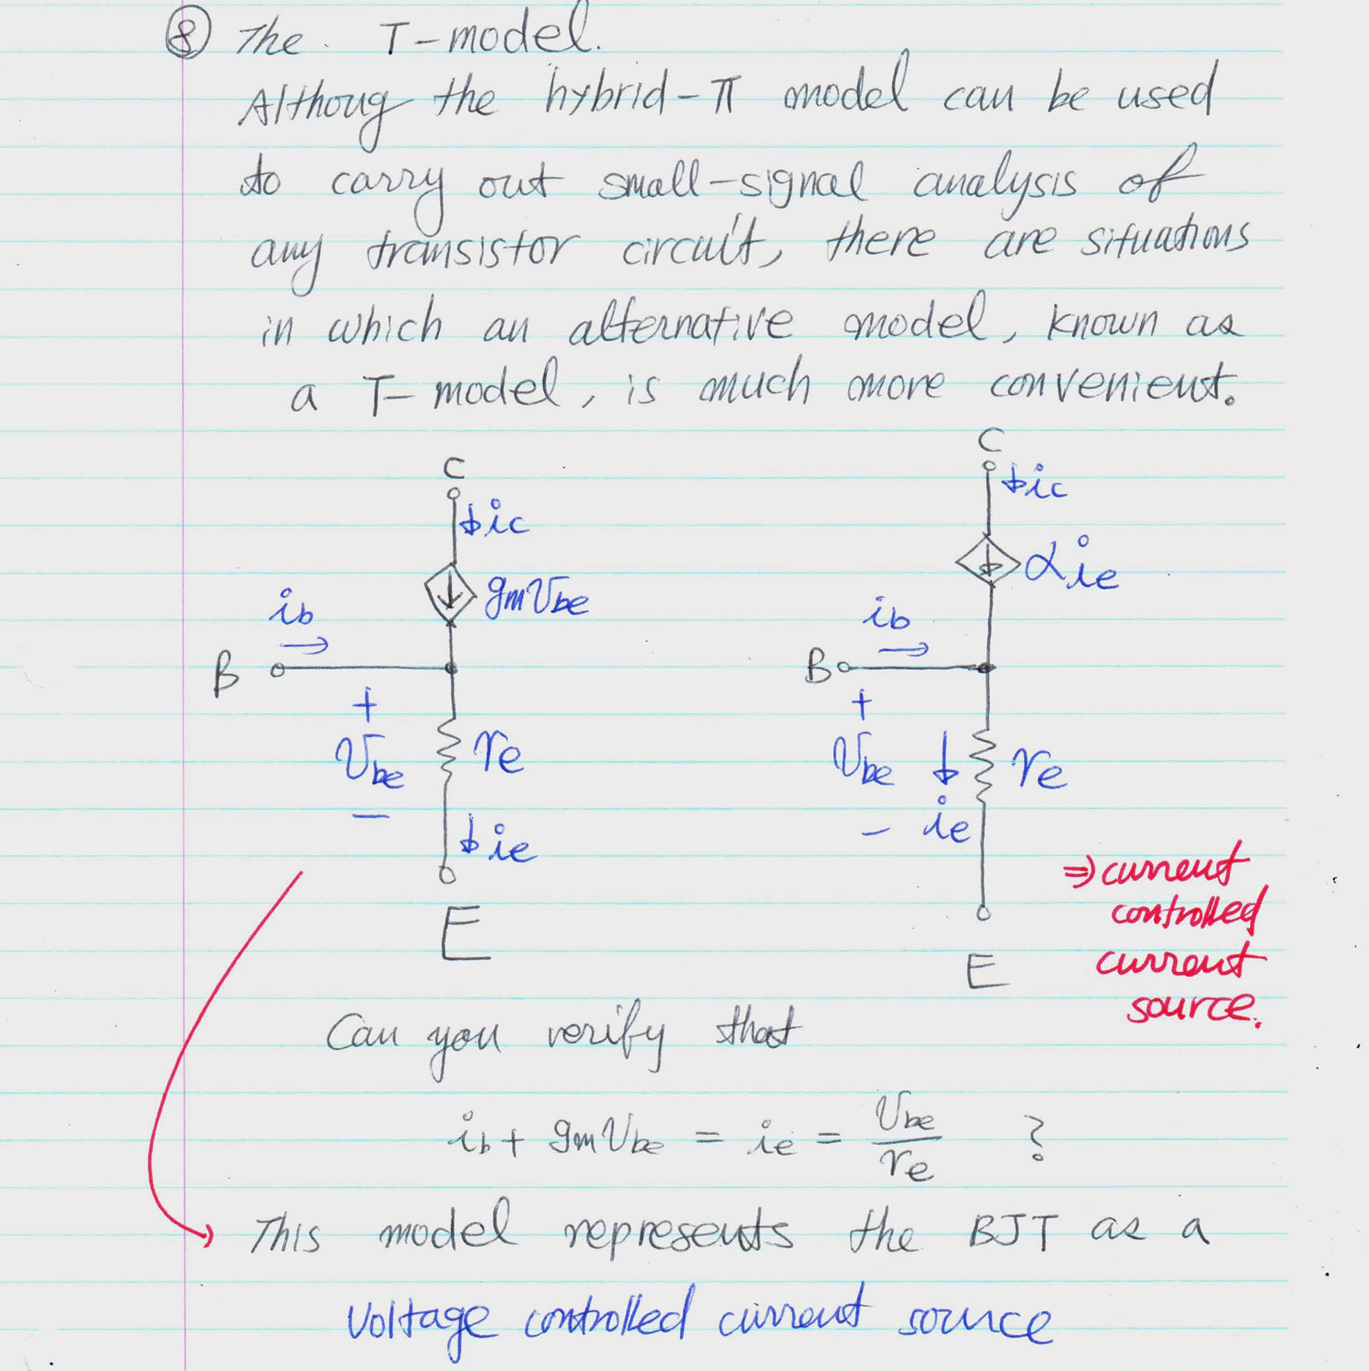 ⑧ The T-model.
Althoug the hybrid-π model can be used
to carry out small-signal analysis of
any transistor circuit, there are situations
in which an alternative model, known as
a T-model, is much more convenient.
C
↓ic
gmVbe
ib
→
B
+
Vbe
−
re
↓ie
E
C
↓ic
αie
ib
→
B
+
Vbe
−
↓
ie
re
E
⇒ current
controlled
current
source.
Can you verify that
ib + gmVbe = ie = Vbe/re ?
This model represents the BJT as a
Voltage controlled current source